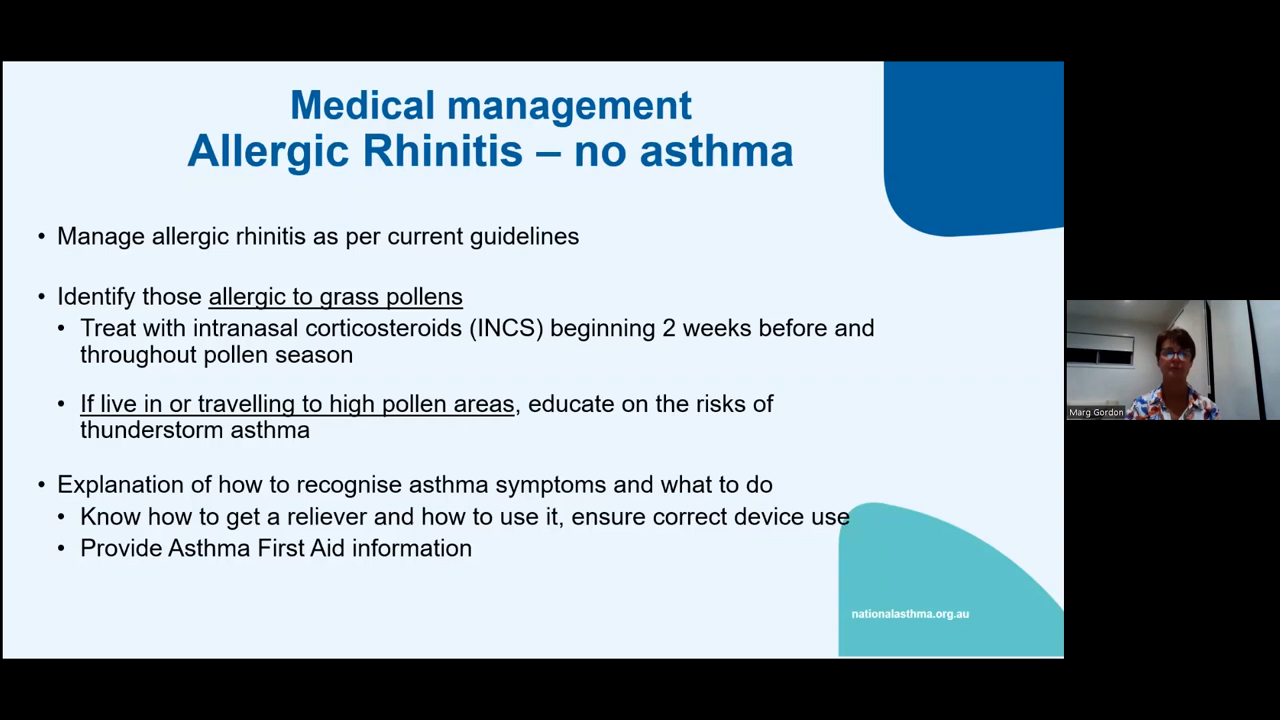 Medical management
Allergic Rhinitis – no asthma
• Manage allergic rhinitis as per current guidelines
• Identify those allergic to grass pollens
• Treat with intranasal corticosteroids (INCS) beginning 2 weeks before and
throughout pollen season
• If live in or travelling to high pollen areas, educate on the risks of
thunderstorm asthma
• Explanation of how to recognise asthma symptoms and what to do
• Know how to get a reliever and how to use it, ensure correct device use
• Provide Asthma First Aid information
nationalasthma.org.au
Marg Gordon